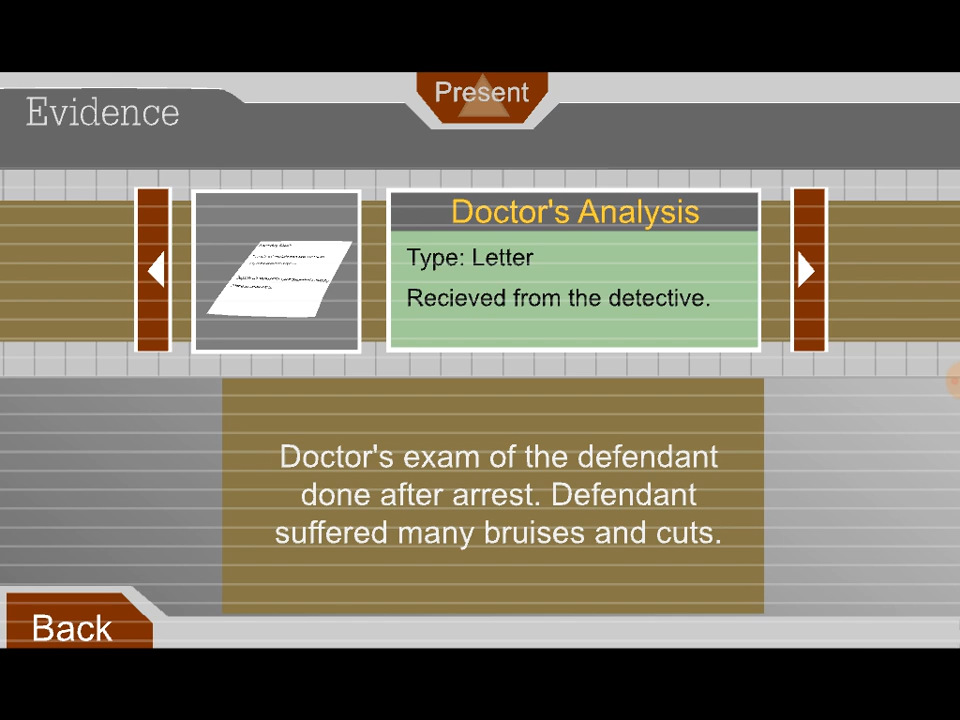 Present
Evidence
Doctor's Analysis
Type: Letter
Recieved from the detective.
Doctor's exam of the defendant
done after arrest. Defendant
suffered many bruises and cuts.
Back